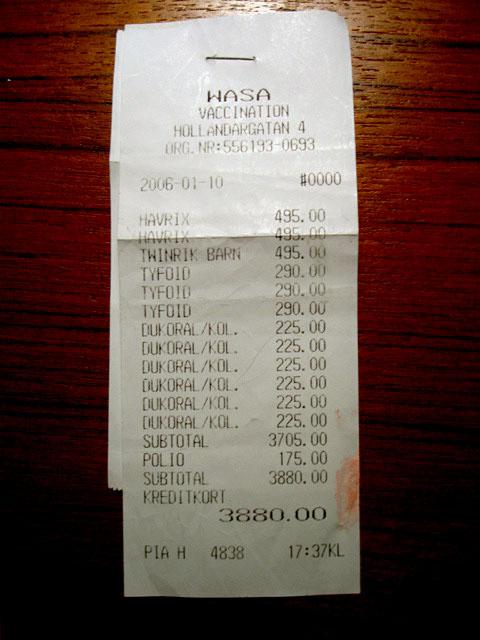 WASA
VACCINATION
HOLLANDARGATAN 4
ORG.NR:556193-0693
2006-01-10 #0000
HAVRIX 495.00
HAVRIX 495.00
TWINRIK BARN 495.00
TYFOID 290.00
TYFOID 290.00
TYFOID 290.00
DUKORAL/KOL. 225.00
DUKORAL/KOL. 225.00
DUKORAL/KOL. 225.00
DUKORAL/KOL. 225.00
DUKORAL/KOL. 225.00
DUKORAL/KOL. 225.00
SUBTOTAL 3705.00
POLIO 175.00
SUBTOTAL 3880.00
KREDITKORT
3880.00
PIA H 4838 17:37KL